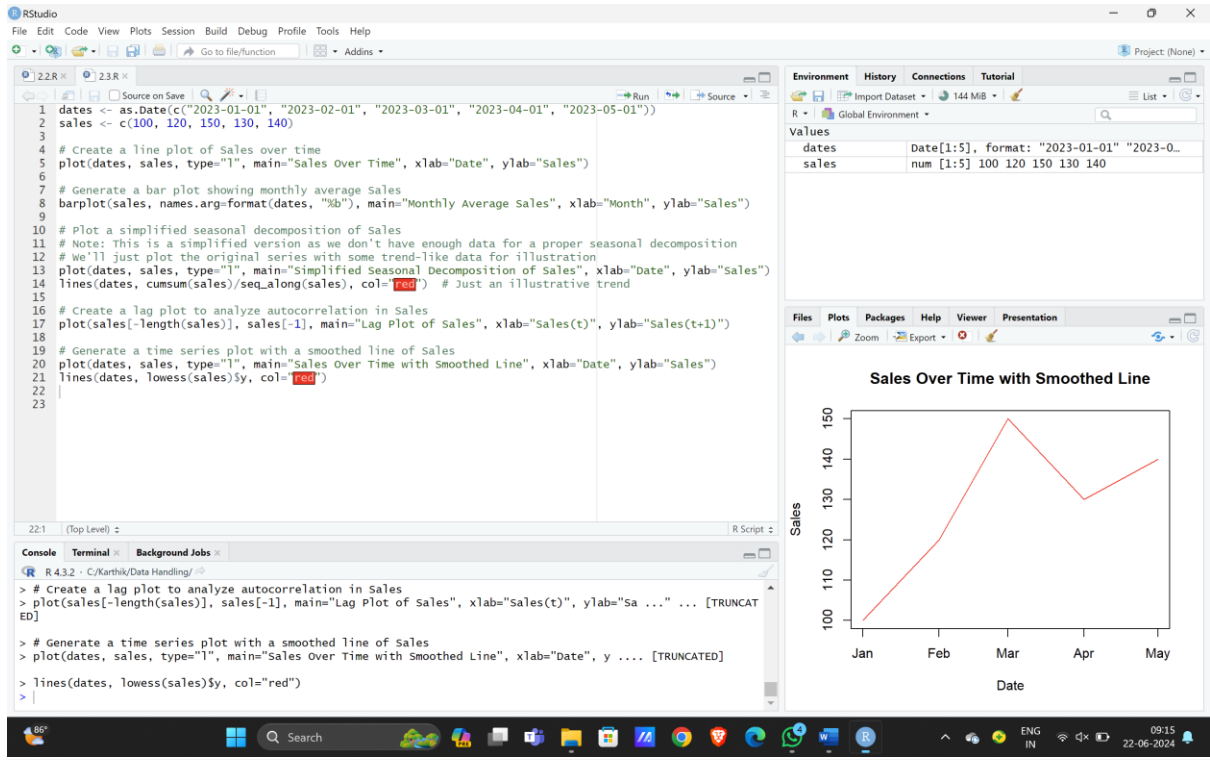 RStudio
File Edit Code View Plots Session Build Debug Profile Tools Help
Go to file/function Addins Project: (None)
2.2.R 2.3.R
Source on Save Run Source
1 dates <- as.Date(c("2023-01-01", "2023-02-01", "2023-03-01", "2023-04-01", "2023-05-01"))
2 sales <- c(100, 120, 150, 130, 140)
3
4 # Create a line plot of Sales over time
5 plot(dates, sales, type="l", main="Sales Over Time", xlab="Date", ylab="Sales")
6
7 # Generate a bar plot showing monthly average Sales
8 barplot(sales, names.arg=format(dates, "%b"), main="Monthly Average Sales", xlab="Month", ylab="Sales")
9
10 # Plot a simplified seasonal decomposition of Sales
11 # Note: This is a simplified version as we don't have enough data for a proper seasonal decomposition
12 # We'll just plot the original series with some trend-like data for illustration
13 plot(dates, sales, type="l", main="Simplified Seasonal Decomposition of Sales", xlab="Date", ylab="Sales")
14 lines(dates, cumsum(sales)/seq_along(sales), col="red") # Just an illustrative trend
15
16 # Create a lag plot to analyze autocorrelation in Sales
17 plot(sales[-length(sales)], sales[-1], main="Lag Plot of Sales", xlab="Sales(t)", ylab="Sales(t+1)")
18
19 # Generate a time series plot with a smoothed line of Sales
20 plot(dates, sales, type="l", main="Sales Over Time with Smoothed Line", xlab="Date", ylab="Sales")
21 lines(dates, lowess(sales)$y, col="red")
22
23
22:1 (Top Level) R Script
Console Terminal Background Jobs
R 4.3.2 · C:/Karthik/Data Handling/
> # Create a lag plot to analyze autocorrelation in Sales
> plot(sales[-length(sales)], sales[-1], main="Lag Plot of Sales", xlab="Sales(t)", ylab="Sa ..." ... [TRUNCAT
ED]
> # Generate a time series plot with a smoothed line of Sales
> plot(dates, sales, type="l", main="Sales Over Time with Smoothed Line", xlab="Date", y .... [TRUNCATED]
> lines(dates, lowess(sales)$y, col="red")
>
Environment History Connections Tutorial
Import Dataset 144 MiB List
R Global Environment
Values
dates Date[1:5], format: "2023-01-01" "2023-0…
sales num [1:5] 100 120 150 130 140
Files Plots Packages Help Viewer Presentation
Zoom Export
Sales Over Time with Smoothed Line
150
140
130
120
110
100
Sales
Jan Feb Mar Apr May
Date
86°
Search
PRE
4
ENG
IN
09:15
22-06-2024